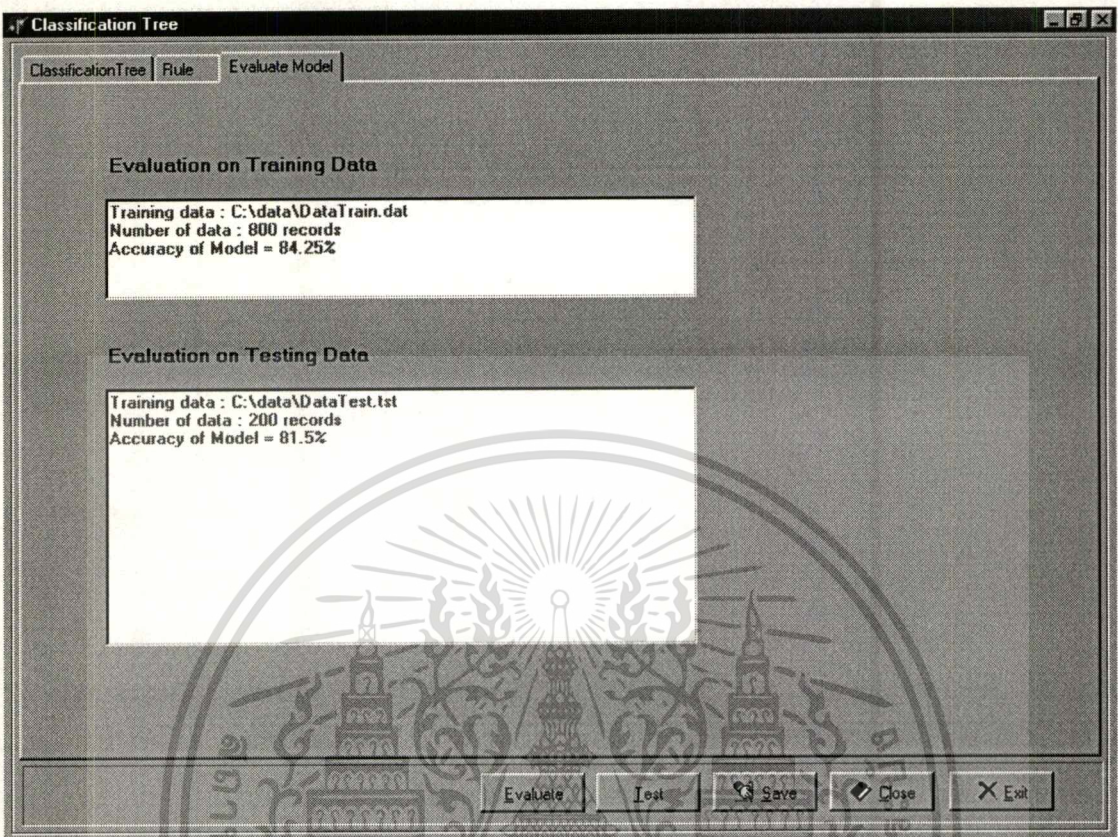 Classification Tree
ClassificationTree Rule Evaluate Model
Evaluation on Training Data
Training data : C:\data\DataTrain.dat
Number of data : 800 records
Accuracy of Model = 84.25%
Evaluation on Testing Data
Training data : C:\data\DataTest.tst
Number of data : 200 records
Accuracy of Model = 81.5%
Evaluate Test Save Close Exit